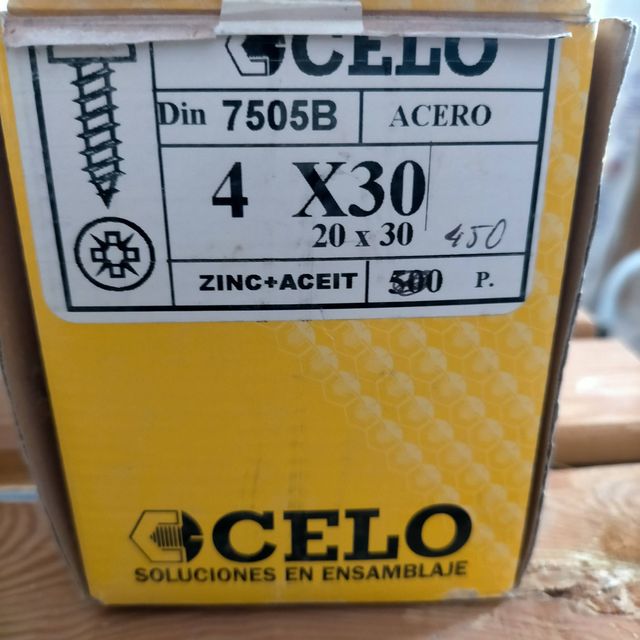 CELO
Din 7505B ACERO
4 X30
20 x 30 450
ZINC+ACEIT 500 P.
CELO
SOLUCIONES EN ENSAMBLAJE